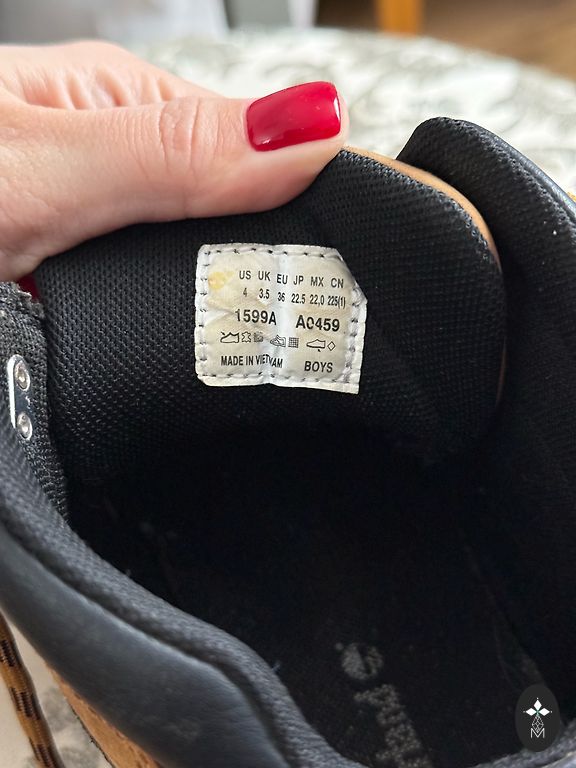 US UK EU JP MX CN
4 3.5 36 22.5 22,0 225(1)
1599A A0459
MADE IN VIETNAM BOYS